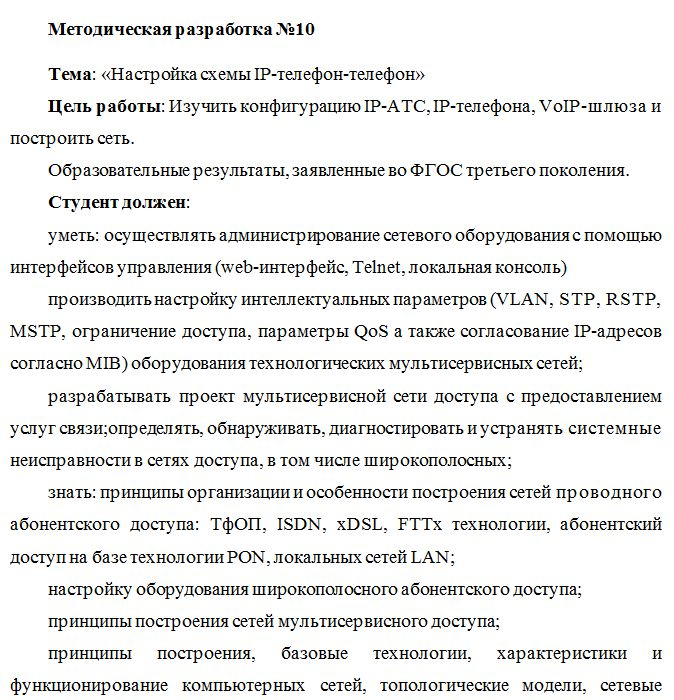 Методическая разработка №10
Тема: «Настройка схемы IP-телефон-телефон»
Цель работы: Изучить конфигурацию IP-АТС, IP-телефона, VoIP-шлюза и
построить сеть.
Образовательные результаты, заявленные во ФГОС третьего поколения.
Студент должен:
уметь: осуществлять администрирование сетевого оборудования с помощью
интерфейсов управления (web-интерфейс, Telnet, локальная консоль)
производить настройку интеллектуальных параметров (VLAN, STP, RSTP,
MSTP, ограничение доступа, параметры QoS а также согласование IP-адресов
согласно MIB) оборудования технологических мультисервисных сетей;
разрабатывать проект мультисервисной сети доступа с предоставлением
услуг связи;определять, обнаруживать, диагностировать и устранять системные
неисправности в сетях доступа, в том числе широкополосных;
знать: принципы организации и особенности построения сетей проводного
абонентского доступа: ТфОП, ISDN, xDSL, FTTx технологии, абонентский
доступ на базе технологии PON, локальных сетей LAN;
настройку оборудования широкополосного абонентского доступа;
принципы построения сетей мультисервисного доступа;
принципы построения, базовые технологии, характеристики и
функционирование компьютерных сетей, топологические модели, сетевые